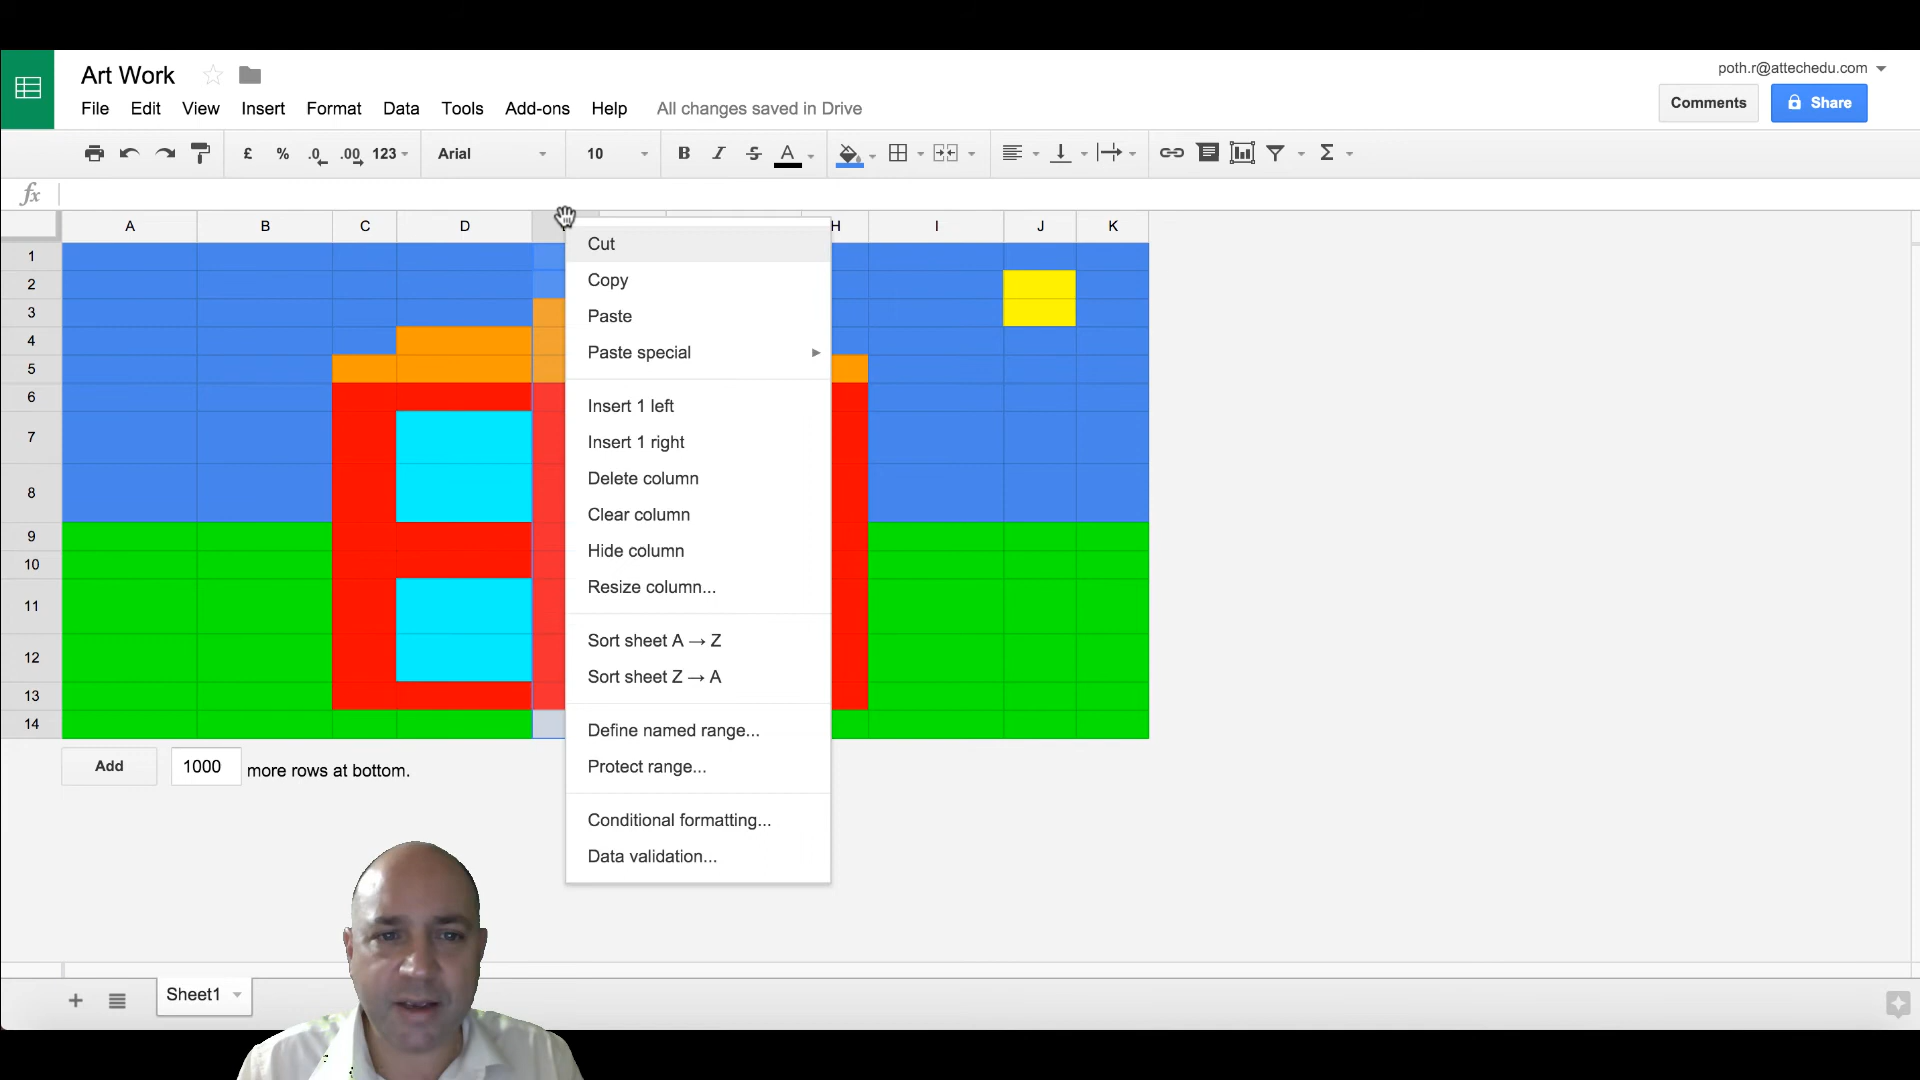 Art Work
poth.r@attechedu.com
File Edit View Insert Format Data Tools Add-ons Help All changes saved in Drive
Comments Share
£ % .0 .00 123 Arial 10 B I S A Σ
fx
A B C D H I J K
1
2
3
4
5
6
7
8
9
10
11
12
13
14
Cut
Copy
Paste
Paste special
Insert 1 left
Insert 1 right
Delete column
Clear column
Hide column
Resize column...
Sort sheet A → Z
Sort sheet Z → A
Define named range...
Protect range...
Conditional formatting...
Data validation...
Add 1000 more rows at bottom.
Sheet1